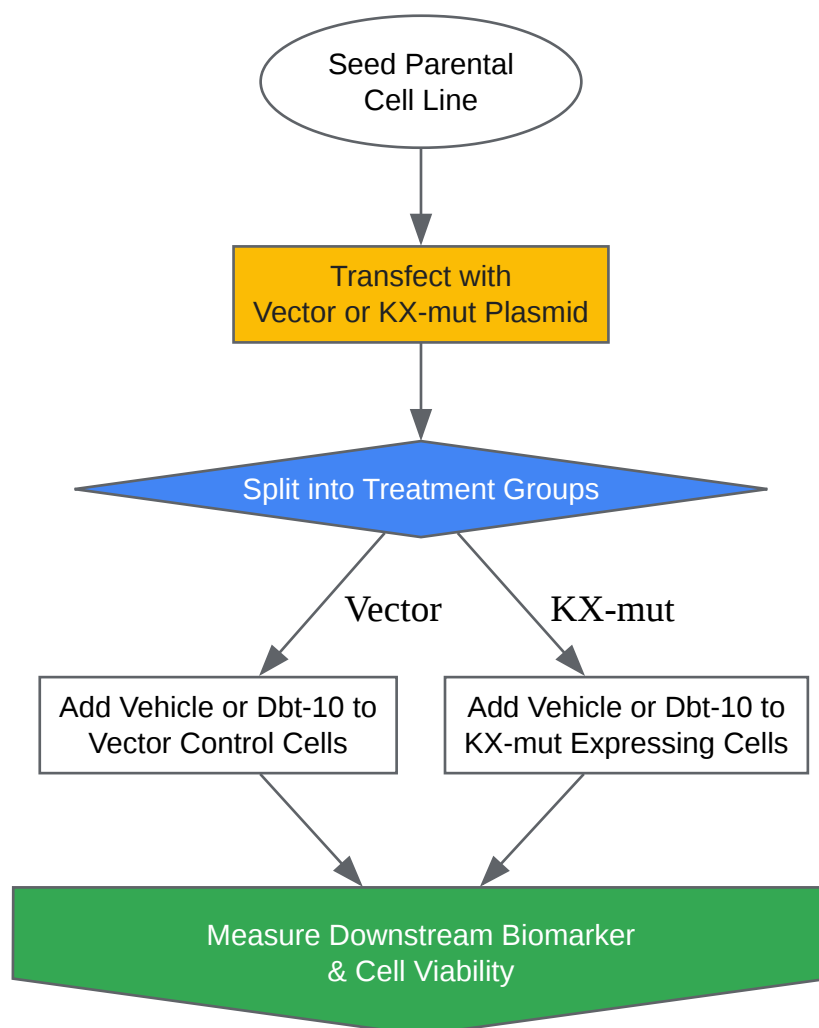 Seed Parental
Cell Line
Transfect with
Vector or KX-mut Plasmid
Split into Treatment Groups
Vector
KX-mut
Add Vehicle or Dbt-10 to
Vector Control Cells
Add Vehicle or Dbt-10 to
KX-mut Expressing Cells
Measure Downstream Biomarker
& Cell Viability